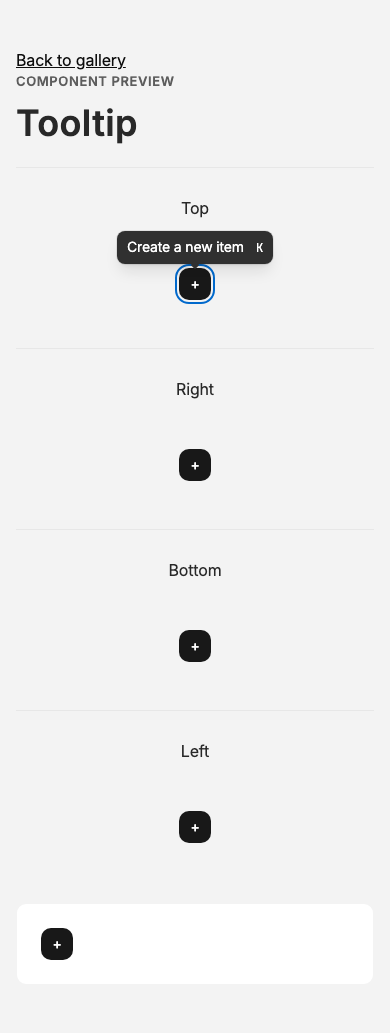 Back to gallery
COMPONENT PREVIEW
Tooltip
Top
Create a new item K
+
Right
+
Bottom
+
Left
+
+